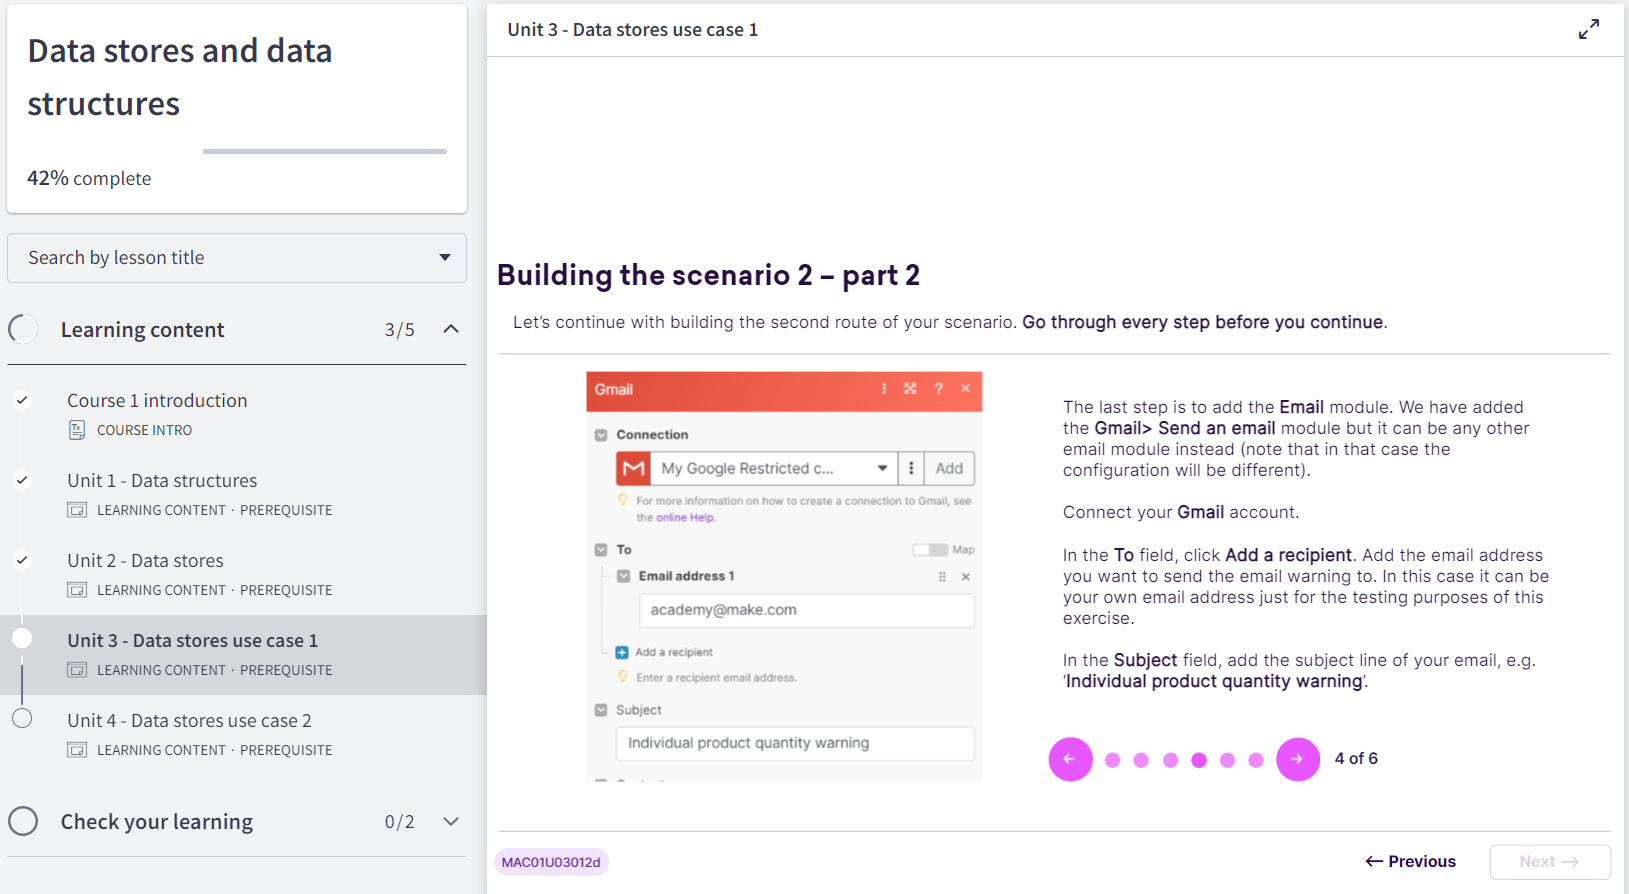 Data stores and data
structures
42% complete
Search by lesson title
Learning content 3/5
Course 1 introduction
COURSE INTRO
Unit 1 - Data structures
LEARNING CONTENT · PREREQUISITE
Unit 2 - Data stores
LEARNING CONTENT · PREREQUISITE
Unit 3 - Data stores use case 1
LEARNING CONTENT · PREREQUISITE
Unit 4 - Data stores use case 2
LEARNING CONTENT · PREREQUISITE
Check your learning 0/2
Unit 3 - Data stores use case 1
Building the scenario 2 – part 2
Let's continue with building the second route of your scenario. Go through every step before you continue.
Gmail
Connection
My Google Restricted c...
Add
For more information on how to create a connection to Gmail, see
the online Help.
To
Map
Email address 1
academy@make.com
Add a recipient
Enter a recipient email address.
Subject
Individual product quantity warning
The last step is to add the Email module. We have added
the Gmail> Send an email module but it can be any other
email module instead (note that in that case the
configuration will be different).
Connect your Gmail account.
In the To field, click Add a recipient. Add the email address
you want to send the email warning to. In this case it can be
your own email address just for the testing purposes of this
exercise.
In the Subject field, add the subject line of your email, e.g.
‘Individual product quantity warning’.
4 of 6
MAC01U03012d
← Previous
Next →